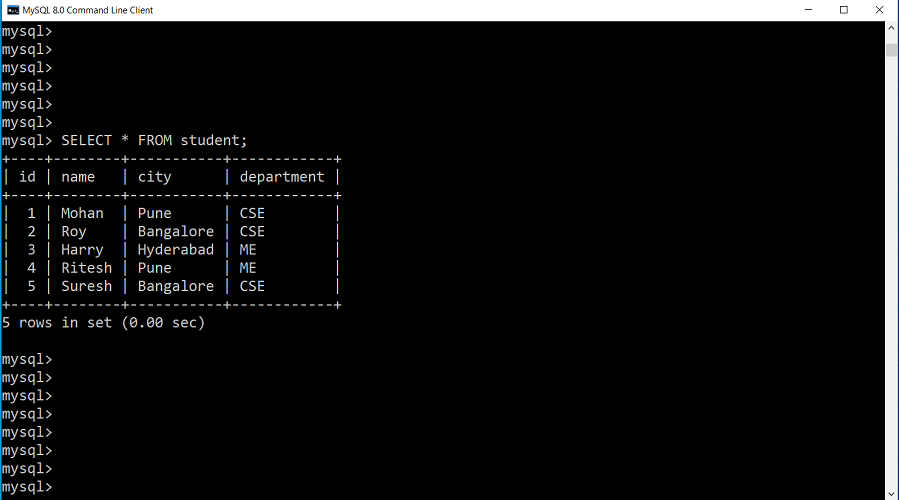 MySQL 8.0 Command Line Client
mysql>
mysql>
mysql>
mysql>
mysql>
mysql>
mysql> SELECT * FROM student;
+----+--------+-----------+------------+
| id | name   | city      | department |
+----+--------+-----------+------------+
|  1 | Mohan  | Pune      | CSE        |
|  2 | Roy    | Bangalore | CSE        |
|  3 | Harry  | Hyderabad | ME         |
|  4 | Ritesh | Pune      | ME         |
|  5 | Suresh | Bangalore | CSE        |
+----+--------+-----------+------------+
5 rows in set (0.00 sec)

mysql>
mysql>
mysql>
mysql>
mysql>
mysql>
mysql>
mysql>